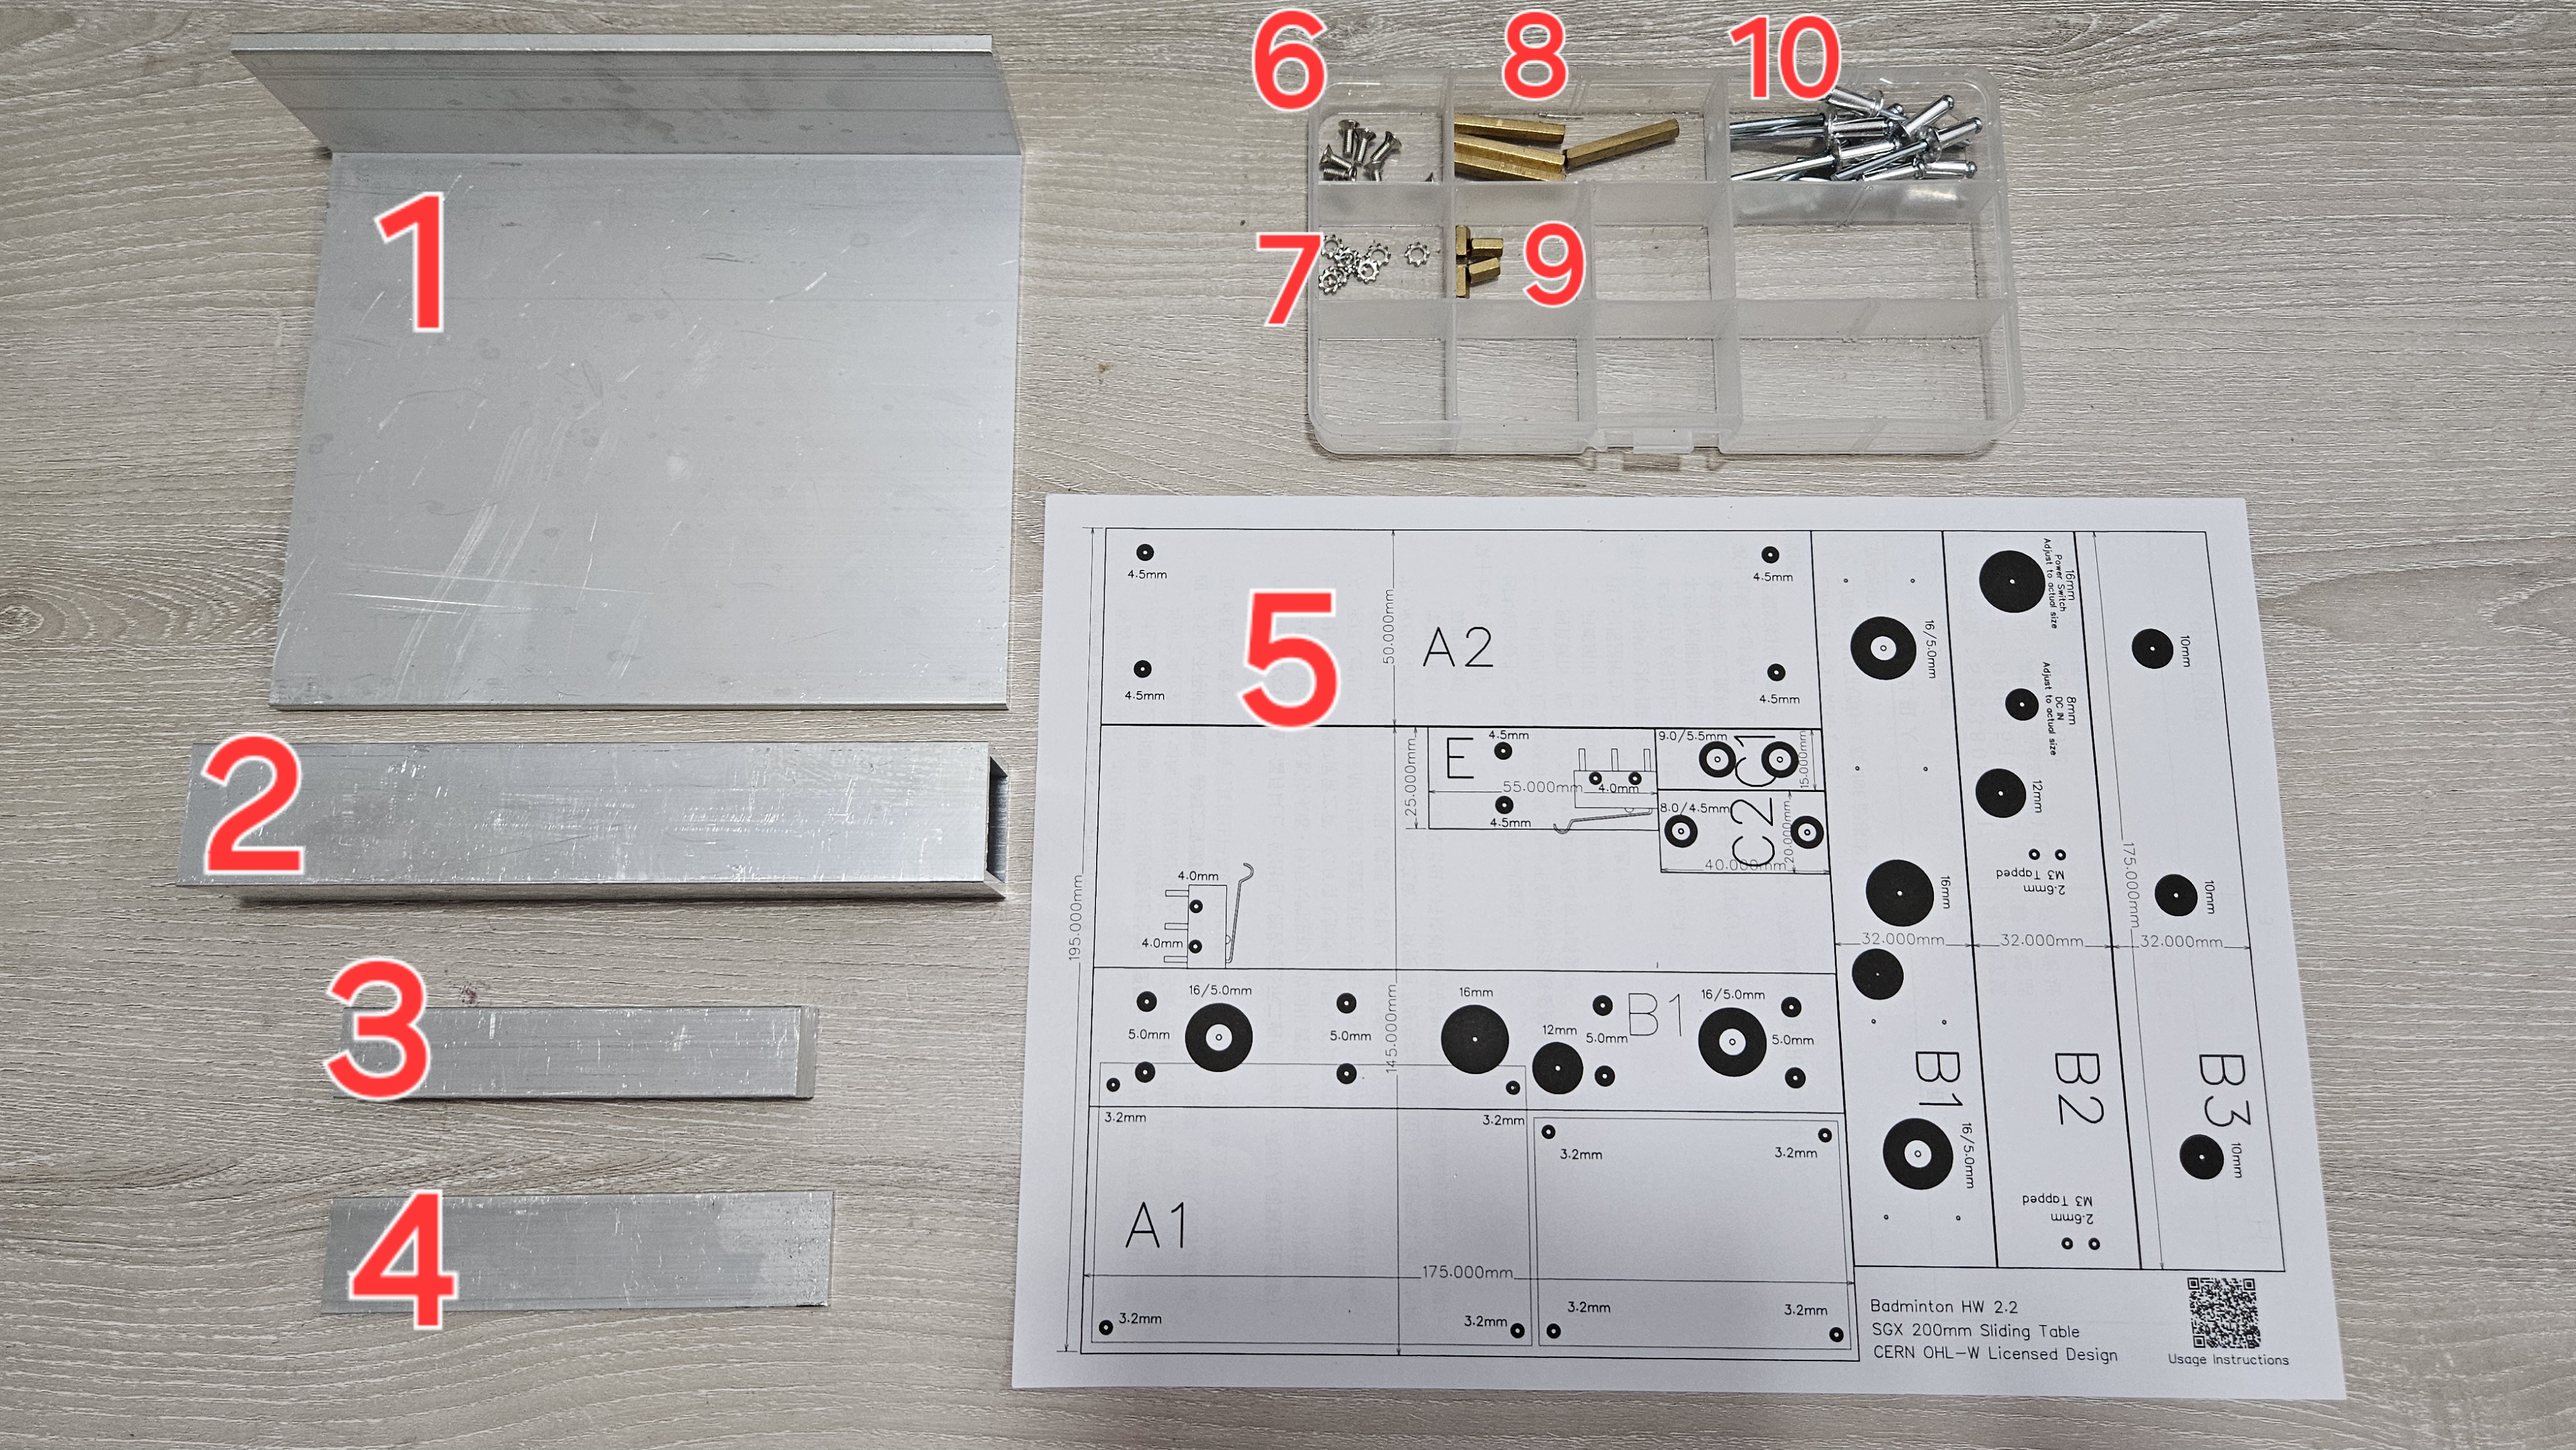 1
2
3
4
5
6
7
8
9
10
4.5mm
4.5mm
4.5mm
4.5mm
50.000mm
A2
E
4.5mm
4.5mm
55.000mm
25.000mm
4.0mm
9.0/5.5mm
C1
15.000mm
8.0/4.5mm
C2
20.000mm
40.000mm
4.0mm
4.0mm
195.000mm
16/5.0mm
5.0mm
5.0mm
16mm
12mm
5.0mm
B1
16/5.0mm
5.0mm
145.000mm
3.2mm
3.2mm
A1
175.000mm
3.2mm
3.2mm
3.2mm
3.2mm
3.2mm
3.2mm
16/5.0mm
16mm
32.000mm
B1
16/5.0mm
16mm
Power Switch
Adjust to actual size
8mm
DC IN
Adjust to actual size
12mm
2.6mm
M3 Tapped
32.000mm
B2
2.6mm
M3 Tapped
10mm
175.000mm
10mm
32.000mm
B3
10mm
Badminton HW 2.2
SGX 200mm Sliding Table
CERN OHL-W Licensed Design
Usage Instructions